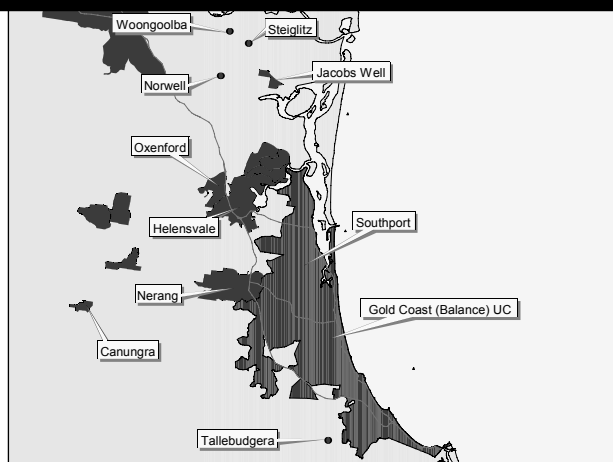 Woongoolba
Steiglitz
Jacobs Well
Norwell
Oxenford
Helensvale
Southport
Nerang
Gold Coast (Balance) UC
Canungra
Tallebudgera